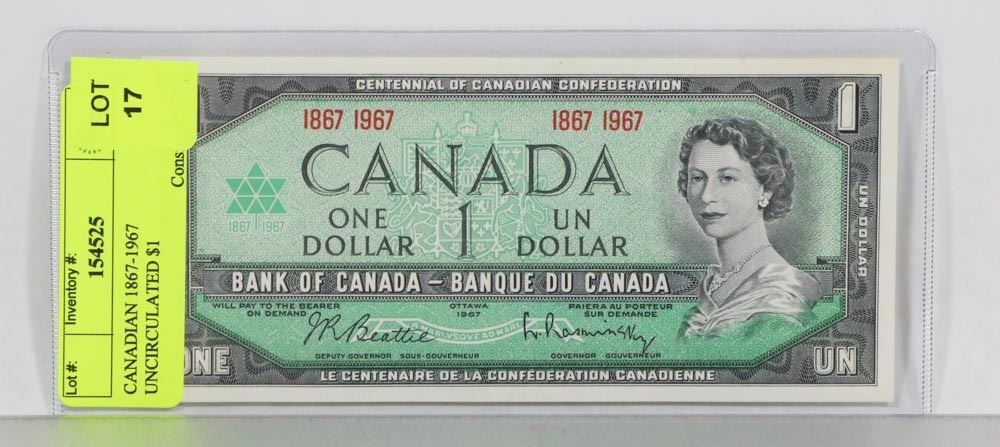 LOT
17
Cons
Lot #:
Inventory #:
154525
CANADIAN 1867-1967
UNCIRCULATED $1
CENTENNIAL OF CANADIAN CONFEDERATION
1
1867 1967
1867 1967
CANADA
1867 1967
ONE
DOLLAR
1
UN
DOLLAR
UN DOLLAR
BANK OF CANADA – BANQUE DU CANADA
WILL PAY TO THE BEARER
ON DEMAND
OTTAWA
1967
PAIERA AU PORTEUR
SUR DEMANDE
J R Beattie
L. Rasminsky
DEPUTY-GOVERNOR SOUS-GOUVERNEUR
GOVERNOR GOUVERNEUR
ONE
UN
LE CENTENAIRE DE LA CONFEDERATION CANADIENNE